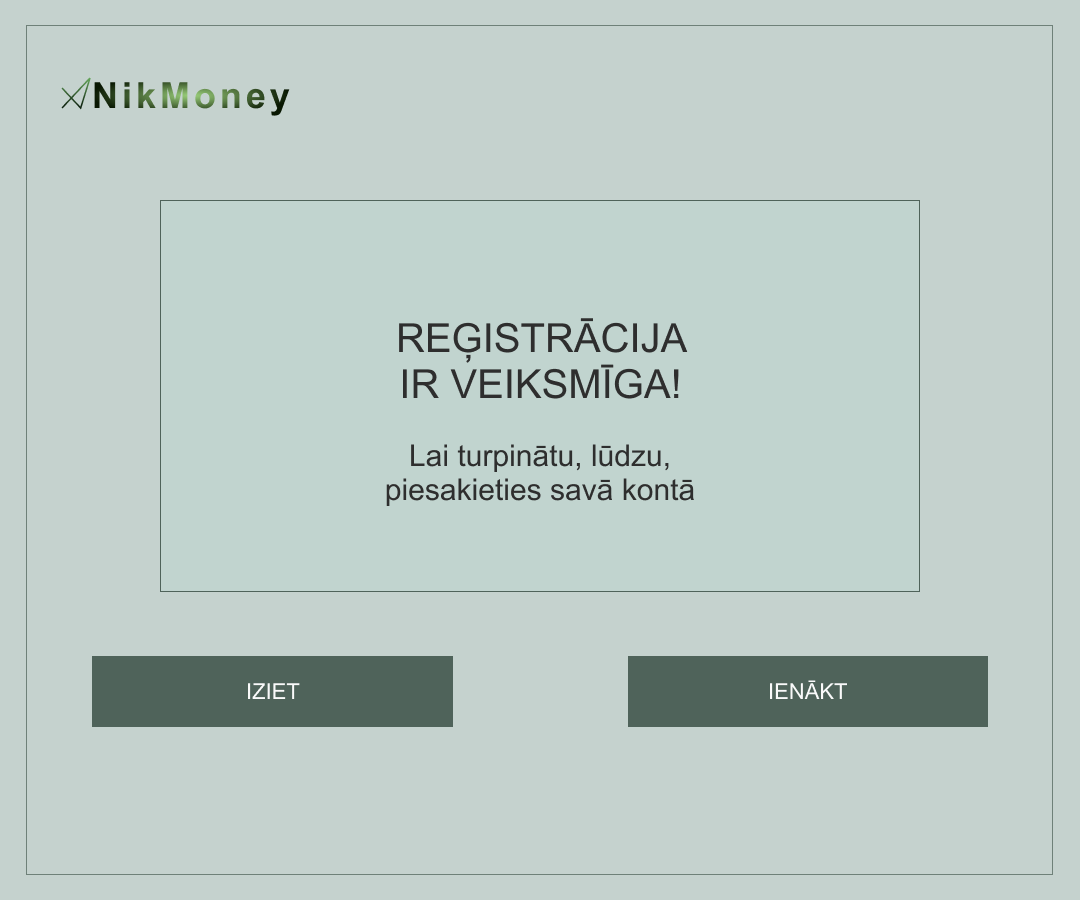 NikMoney
REĢISTRĀCIJA
IR VEIKSMĪGA!
Lai turpinātu, lūdzu,
piesakieties savā kontā
IZIET
IENĀKT